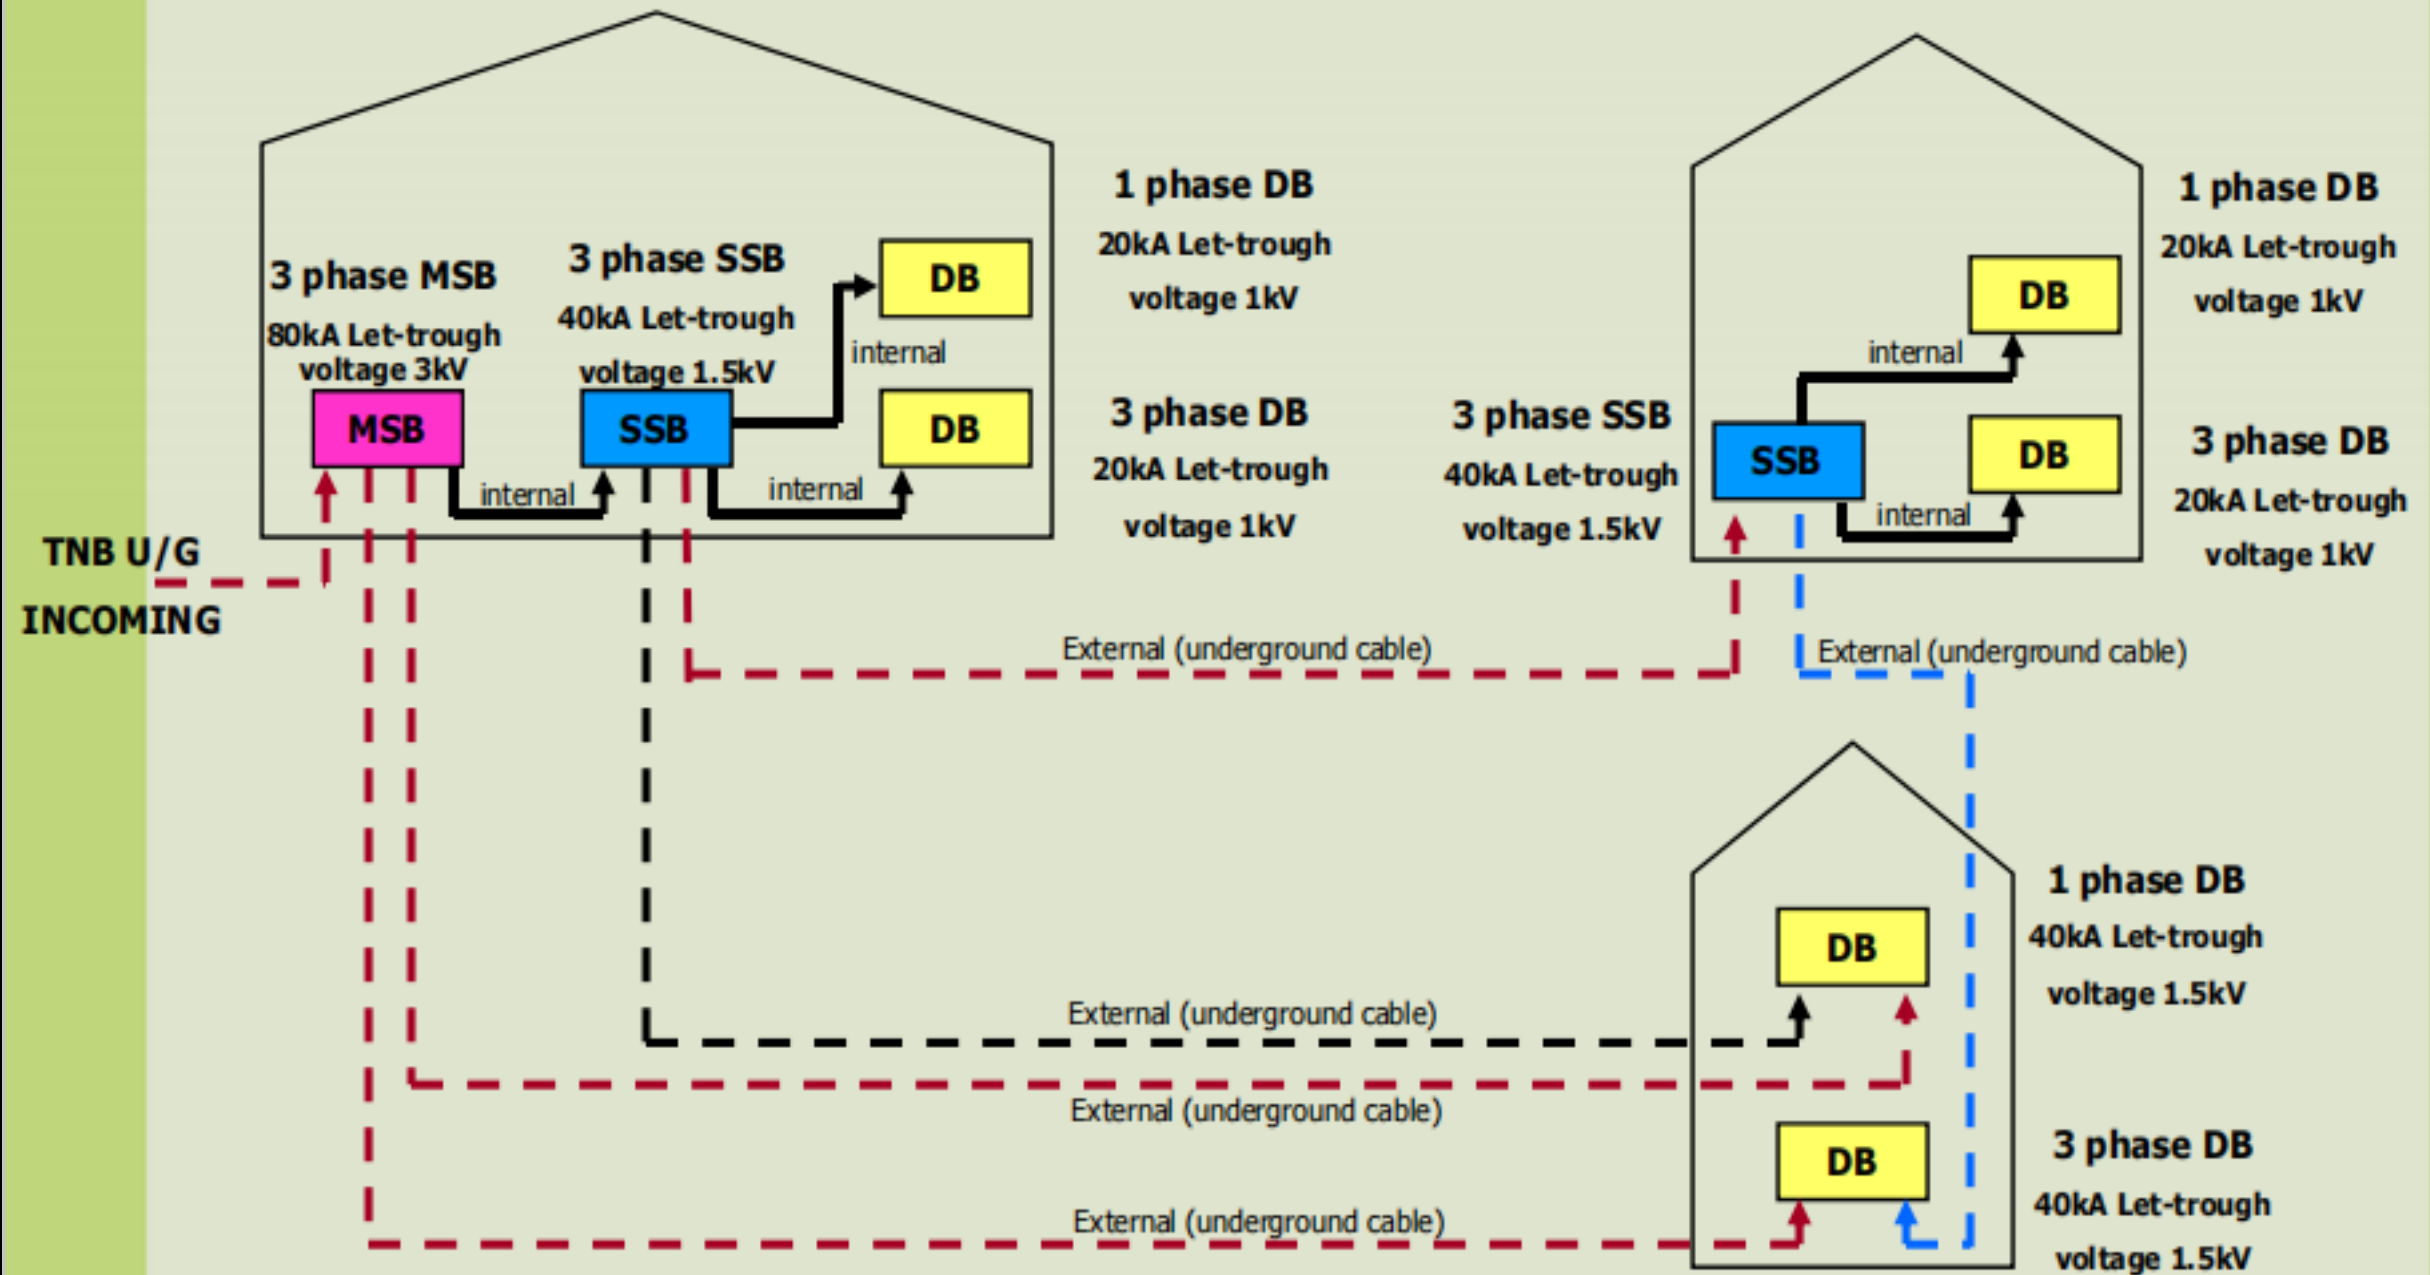 3 phase MSB
80kA Let-trough
voltage 3kV
MSB
3 phase SSB
40kA Let-trough
voltage 1.5kV
SSB
internal
internal
internal
DB
DB
1 phase DB
20kA Let-trough
voltage 1kV
3 phase DB
20kA Let-trough
voltage 1kV
3 phase SSB
40kA Let-trough
voltage 1.5kV
SSB
internal
internal
DB
DB
1 phase DB
20kA Let-trough
voltage 1kV
3 phase DB
20kA Let-trough
voltage 1kV
TNB U/G
INCOMING
External (underground cable)
External (underground cable)
DB
1 phase DB
40kA Let-trough
voltage 1.5kV
External (underground cable)
External (underground cable)
DB
3 phase DB
40kA Let-trough
voltage 1.5kV
External (underground cable)